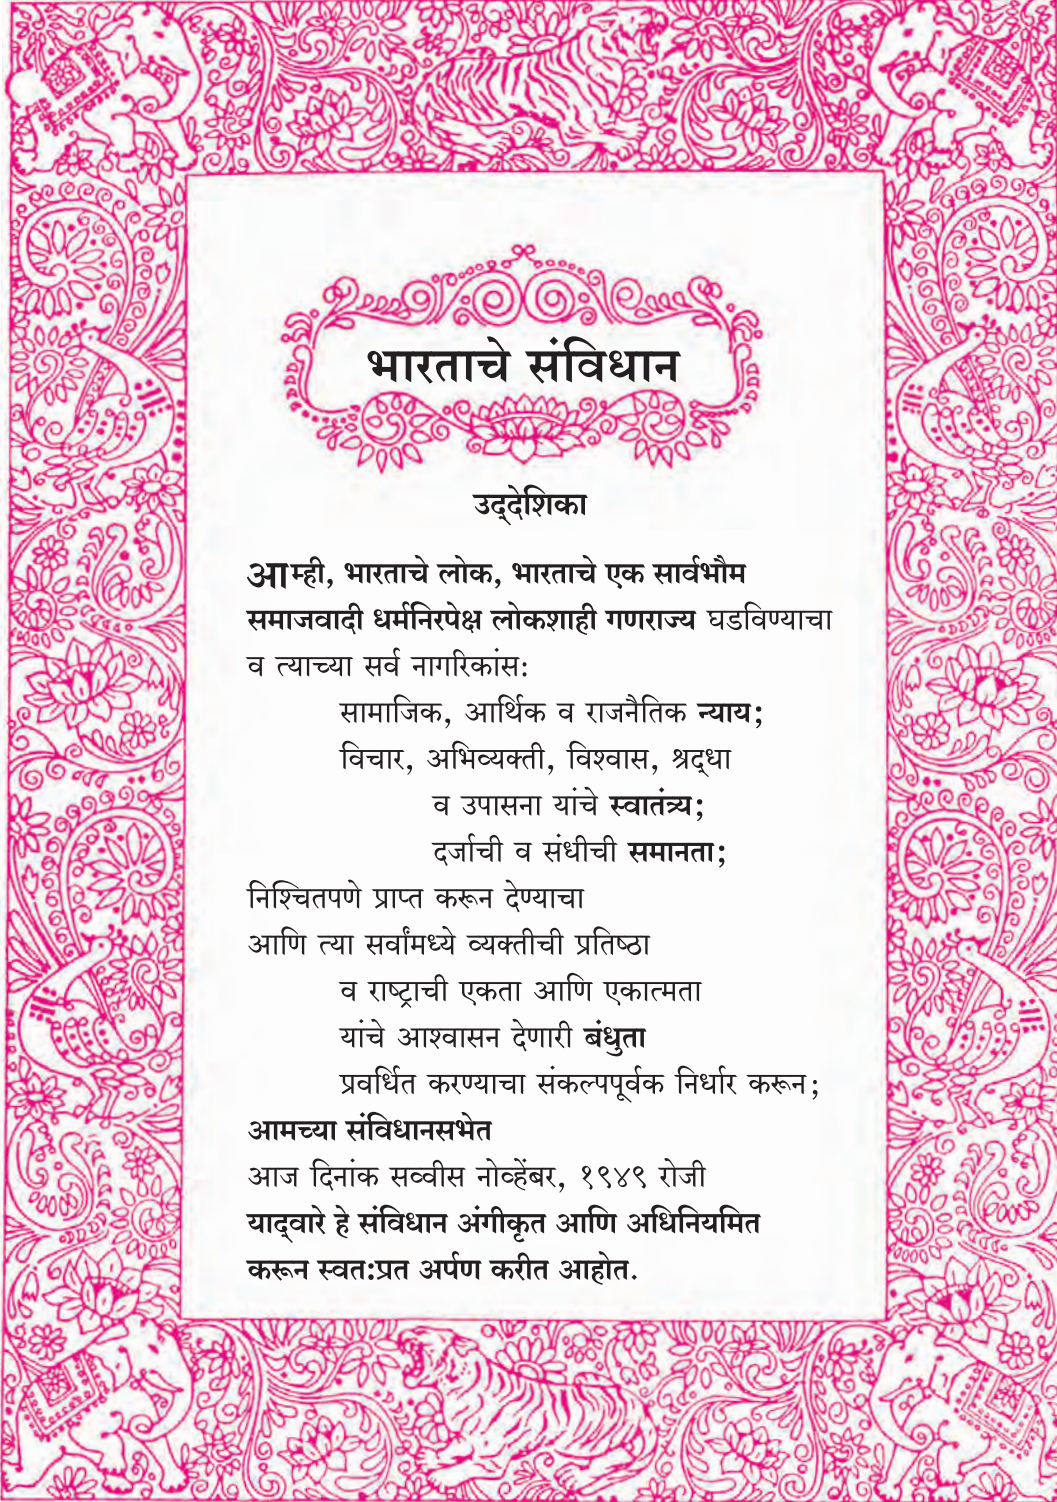 भारताचे संविधान
उद्‌देशिका
आम्ही, भारताचे लोक, भारताचे एक सार्वभौम
समाजवादी धर्मनिरपेक्ष लोकशाही गणराज्य घडविण्याचा
व त्याच्या सर्व नागरिकांस:
सामाजिक, आर्थिक व राजनैतिक न्याय;
विचार, अभिव्यक्ती, विश्वास, श्रद्‌धा
व उपासना यांचे स्वातंत्र्य;
दर्जाची व संधीची समानता;
निश्चितपणे प्राप्त करून देण्याचा
आणि त्या सर्वांमध्ये व्यक्तीची प्रतिष्ठा
व राष्ट्राची एकता आणि एकात्मता
यांचे आश्वासन देणारी बंधुता
प्रवर्धित करण्याचा संकल्पपूर्वक निर्धार करून;
आमच्या संविधानसभेत
आज दिनांक सव्वीस नोव्हेंबर, १९४९ रोजी
याद्‌वारे हे संविधान अंगीकृत आणि अधिनियमित
करून स्वत:प्रत अर्पण करीत आहोत.